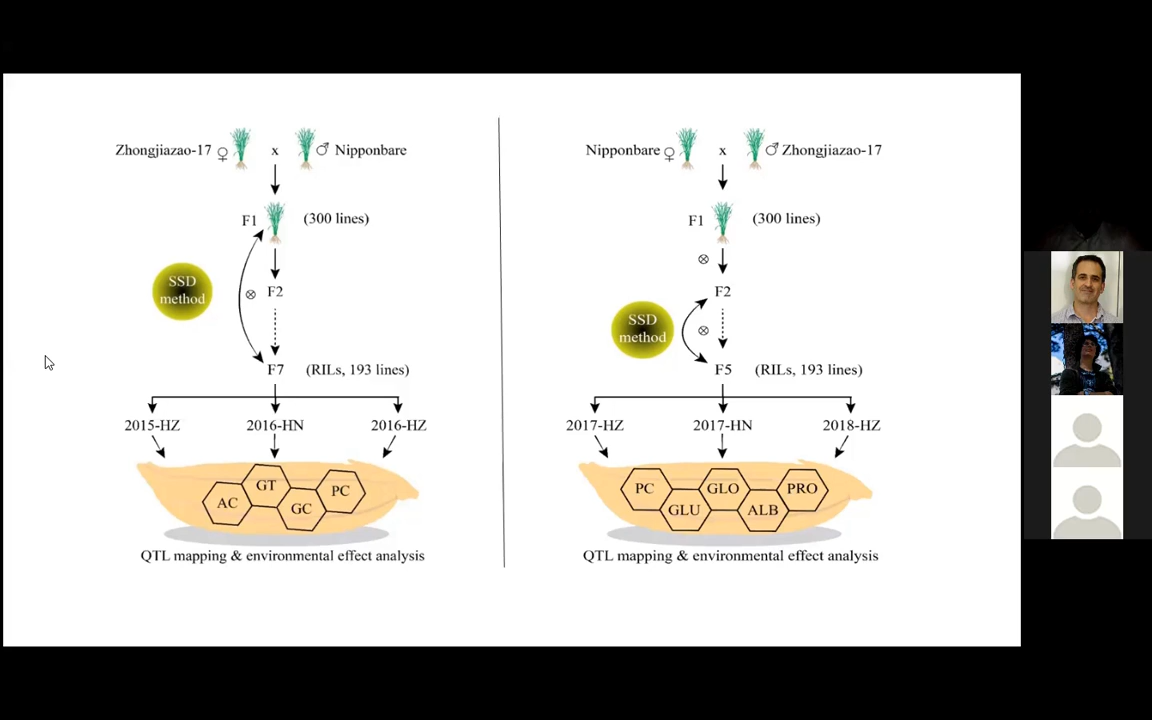 Zhongjiazao-17 ♀ x ♂ Nipponbare
F1 (300 lines)
SSD
method
⊗ F2
F7 (RILs, 193 lines)
2015-HZ 2016-HN 2016-HZ
AC GT GC PC
QTL mapping & environmental effect analysis
Nipponbare ♀ x ♂ Zhongjiazao-17
F1 (300 lines)
⊗
F2
SSD
method
⊗
F5 (RILs, 193 lines)
2017-HZ 2017-HN 2018-HZ
PC GLU GLO ALB PRO
QTL mapping & environmental effect analysis